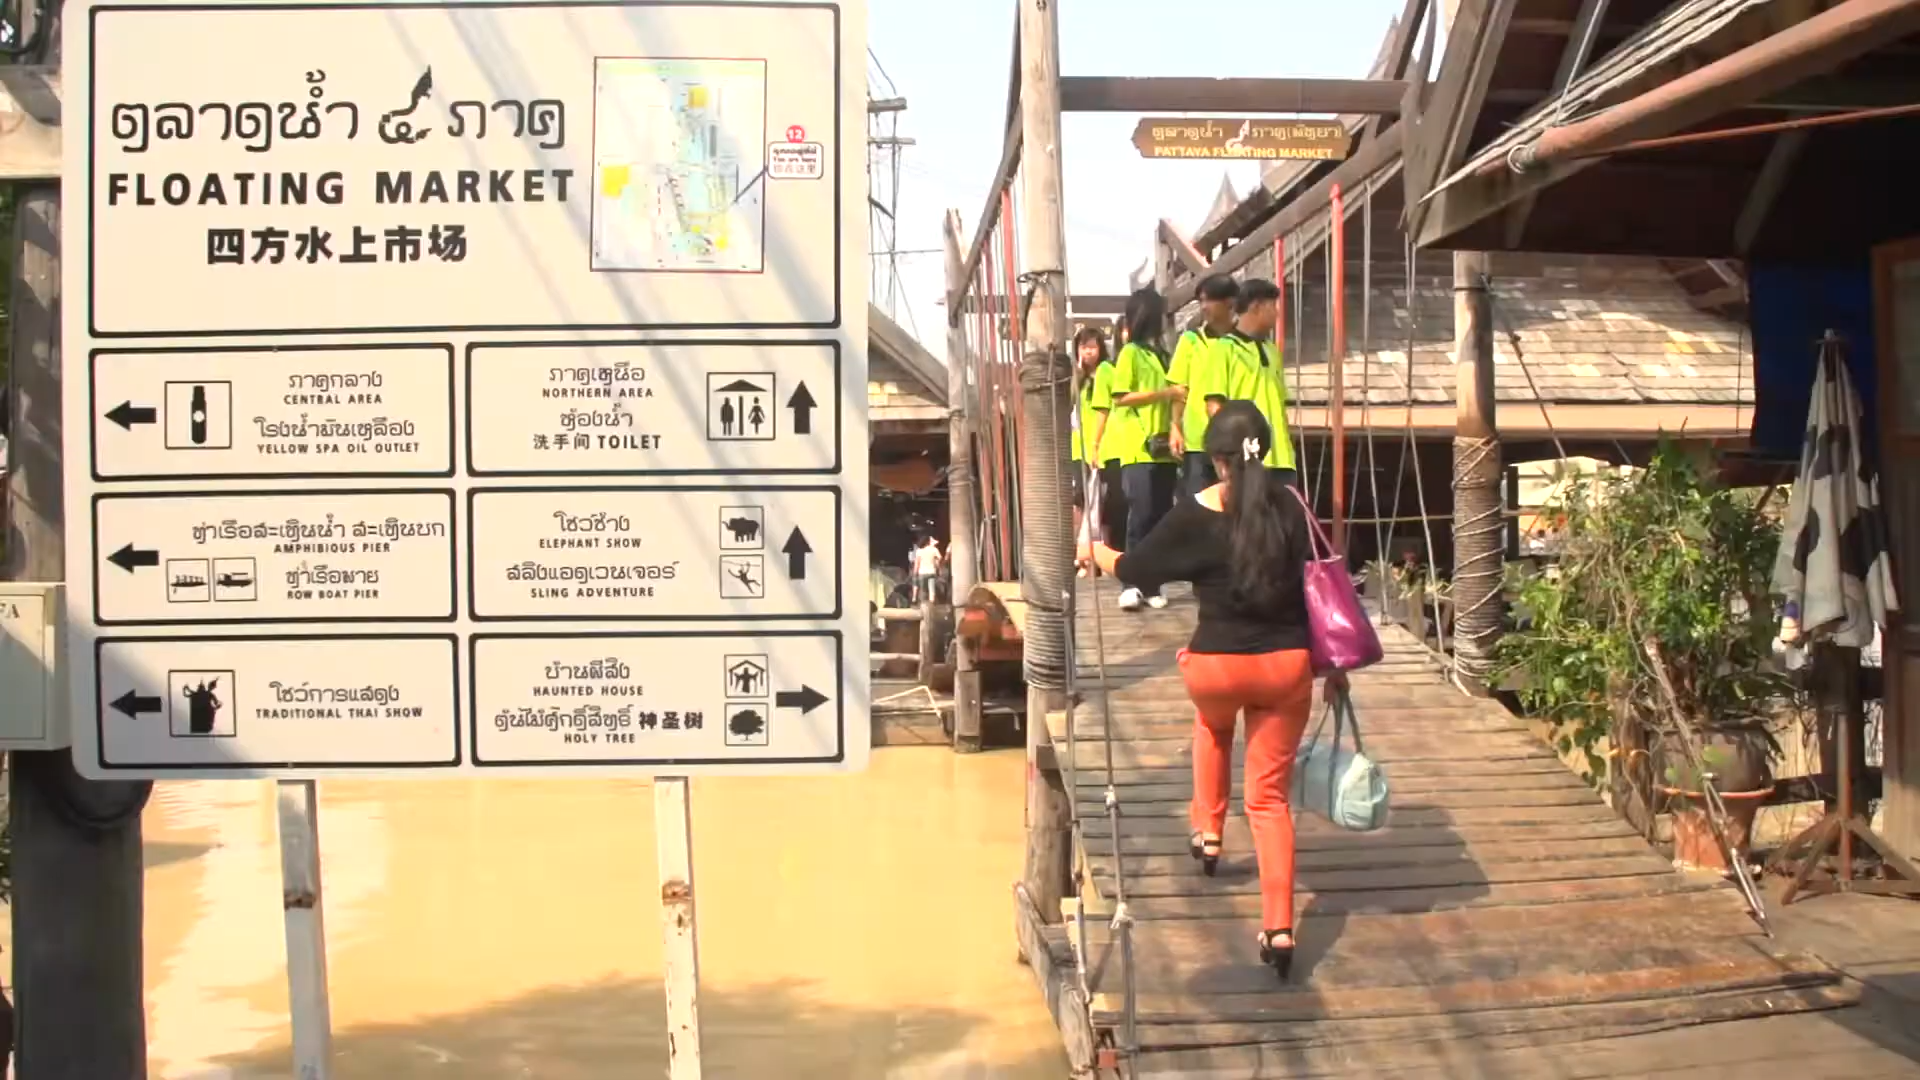 ตลาดน้ำ ๔ ภาค
FLOATING MARKET
四方水上市场
12
You are here
ภาคกลาง
CENTRAL AREA
โรงน้ำมันเหลือง
YELLOW SPA OIL OUTLET
ภาคเหนือ
NORTHERN AREA
ห้องน้ำ
洗手间 TOILET
ท่าเรือสะเทินน้ำ สะเทินบก
AMPHIBIOUS PIER
ท่าเรือพาย
ROW BOAT PIER
โชว์ช้าง
ELEPHANT SHOW
สลิงแอดเวนเจอร์
SLING ADVENTURE
โชว์การแสดง
TRADITIONAL THAI SHOW
บ้านผีสิง
HAUNTED HOUSE
ต้นไม้ศักดิ์สิทธิ์ 神圣树
HOLY TREE
ตลาดน้ำ ๔ ภาค(พัทยา)
PATTAYA FLOATING MARKET